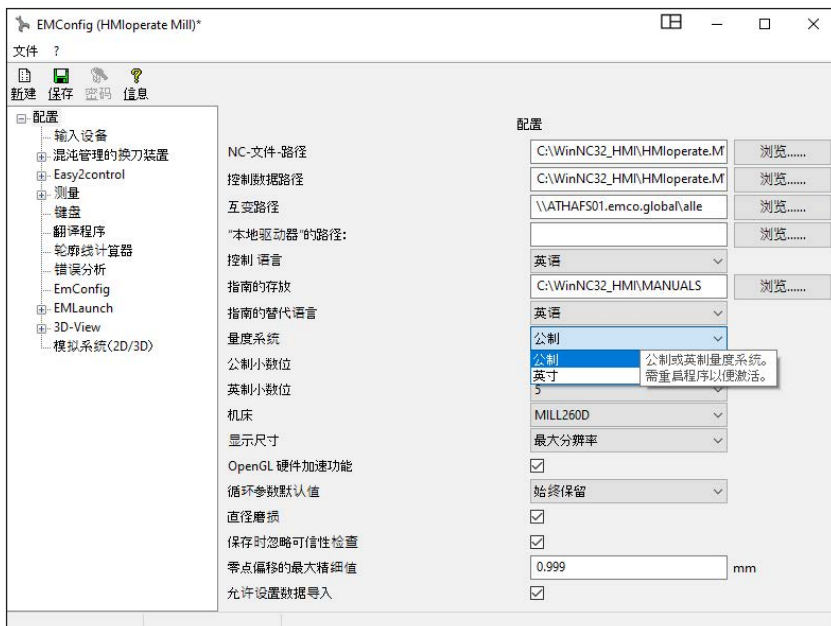 EMConfig (HMIoperate Mill)*
文件 ?
新建 保存 密码 信息
配置
输入设备
混沌管理的换刀装置
Easy2control
测量
键盘
翻译程序
轮廓线计算器
错误分析
EmConfig
EMLaunch
3D-View
模拟系统(2D/3D)
配置
NC-文件-路径 C:\WinNC32_HMI\HMIoperate.M 浏览......
控制数据路径 C:\WinNC32_HMI\HMIoperate.M 浏览......
互变路径 \\ATHAFS01.emco.global\alle 浏览......
"本地驱动器"的路径: 浏览......
控制 语言 英语
指南的存放 C:\WinNC32_HMI\MANUALS 浏览......
指南的替代语言 英语
量度系统 公制
公制小数位 公制 公制或英制量度系统。
英寸 需重启程序以便激活。
英制小数位 5
机床 MILL260D
显示尺寸 最大分辨率
OpenGL 硬件加速功能
循环参数默认值 始终保留
直径磨损
保存时忽略可信性检查
零点偏移的最大精细值 0.999 mm
允许设置数据导入